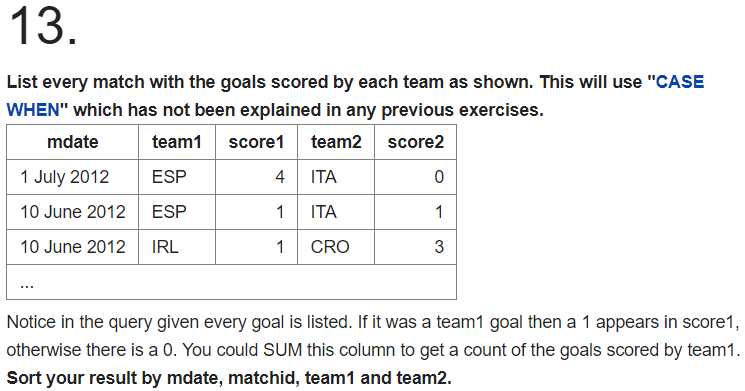 13.
List every match with the goals scored by each team as shown. This will use "CASE
WHEN" which has not been explained in any previous exercises.
mdate team1 score1 team2 score2
1 July 2012 ESP 4 ITA 0
10 June 2012 ESP 1 ITA 1
10 June 2012 IRL 1 CRO 3
...
Notice in the query given every goal is listed. If it was a team1 goal then a 1 appears in score1,
otherwise there is a 0. You could SUM this column to get a count of the goals scored by team1.
Sort your result by mdate, matchid, team1 and team2.